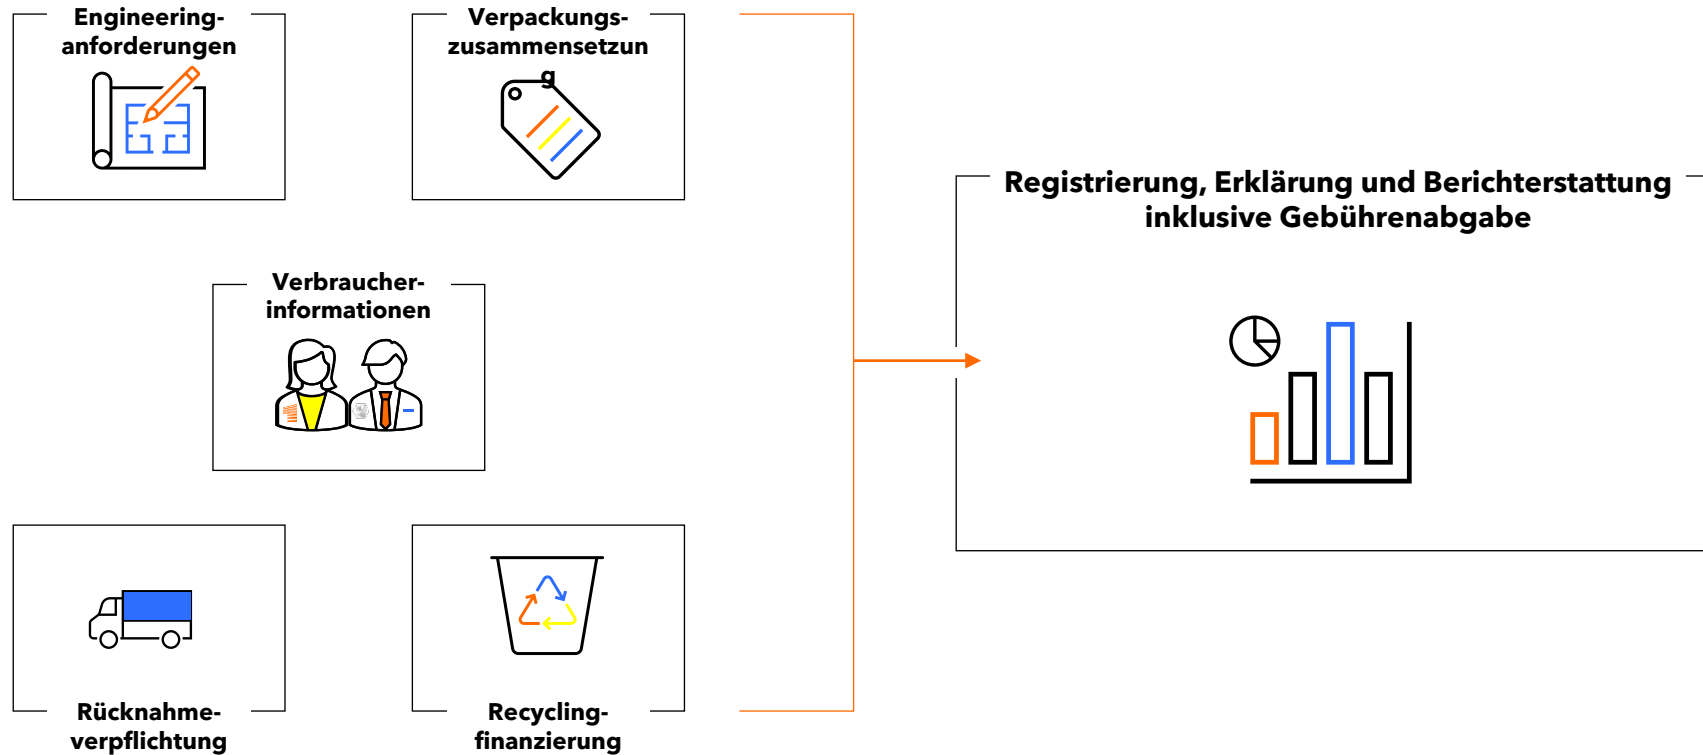 Engineering-
anforderungen
Verpackungs-
zusammensetzun
g
Registrierung, Erklärung und Berichterstattung
inklusive Gebührenabgabe
Verbraucher-
informationen
Rücknahme-
verpflichtung
Recycling-
finanzierung